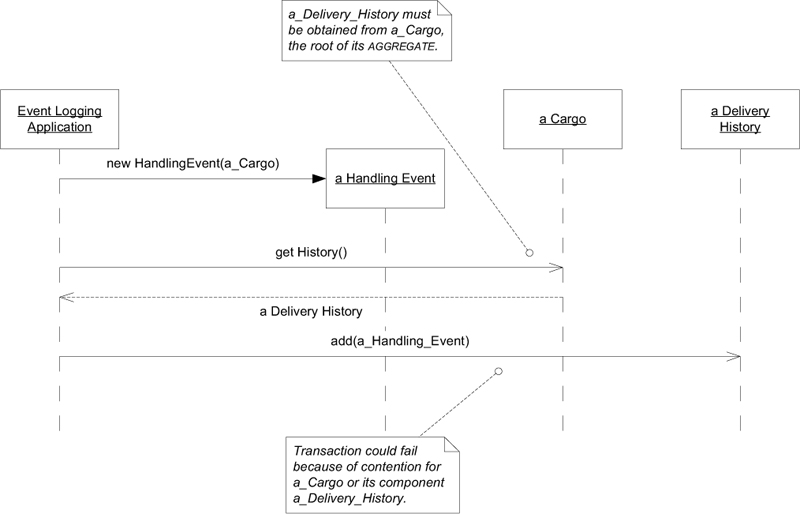 a_Delivery_History must
be obtained from a_Cargo,
the root of its AGGREGATE.
Event Logging
Application
a Cargo
a Delivery
History
new HandlingEvent(a_Cargo)
a Handling Event
get History()
a Delivery History
add(a_Handling_Event)
Transaction could fail
because of contention for
a_Cargo or its component
a_Delivery_History.